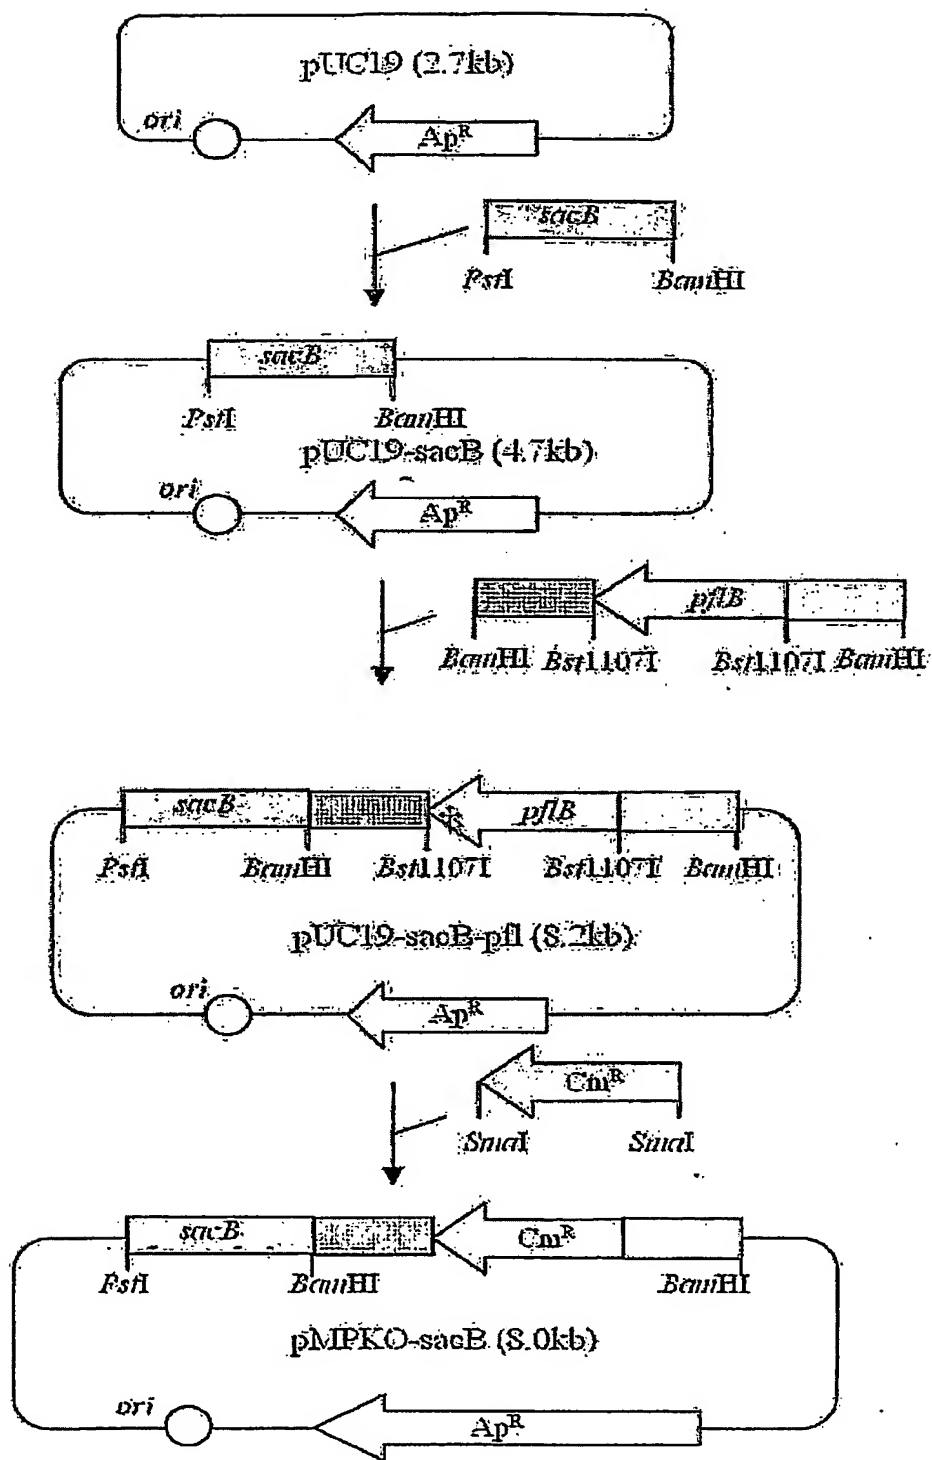 pUC19 (2.7kb)
ori
Ap^R
sacB
PstI BamHI
sacB
PstI BamHI
pUC19-sacB (4.7kb)
ori
Ap^R
pflB
BamHI Bst1107I Bst1107I BamHI
sacB pflB
PstI BamHI Bst1107I Bst1107I BamHI
pUC19-sacB-pfl (8.2kb)
ori
Ap^R
Cm^R
SmaI SmaI
sacB Cm^R
PstI BamHI BamHI
pMPKO-sacB (8.0kb)
ori
Ap^R